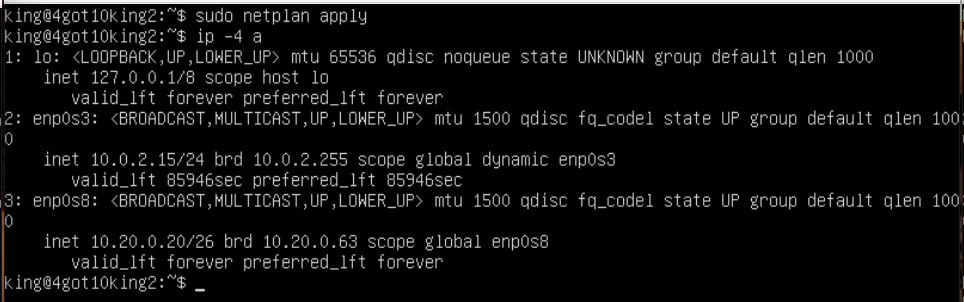 king@4got10king2:~$ sudo netplan apply
king@4got10king2:~$ ip -4 a
1: lo: <LOOPBACK,UP,LOWER_UP> mtu 65536 qdisc noqueue state UNKNOWN group default qlen 1000
    inet 127.0.0.1/8 scope host lo
       valid_lft forever preferred_lft forever
2: enp0s3: <BROADCAST,MULTICAST,UP,LOWER_UP> mtu 1500 qdisc fq_codel state UP group default qlen 100
0
    inet 10.0.2.15/24 brd 10.0.2.255 scope global dynamic enp0s3
       valid_lft 85946sec preferred_lft 85946sec
3: enp0s8: <BROADCAST,MULTICAST,UP,LOWER_UP> mtu 1500 qdisc fq_codel state UP group default qlen 100
0
    inet 10.20.0.20/26 brd 10.20.0.63 scope global enp0s8
       valid_lft forever preferred_lft forever
king@4got10king2:~$ _